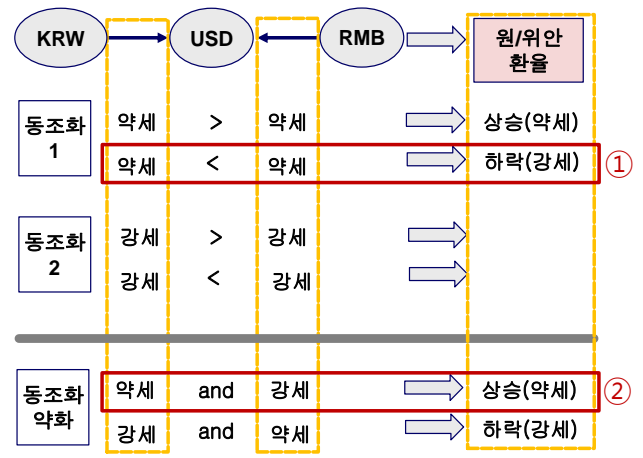 KRW USD RMB 원/위안
환율
동조화
1
약세 > 약세 상승(약세)
약세 < 약세 하락(강세) ①
동조화
2
강세 > 강세
강세 < 강세
동조화
약화
약세 and 강세 상승(약세) ②
강세 and 약세 하락(강세)